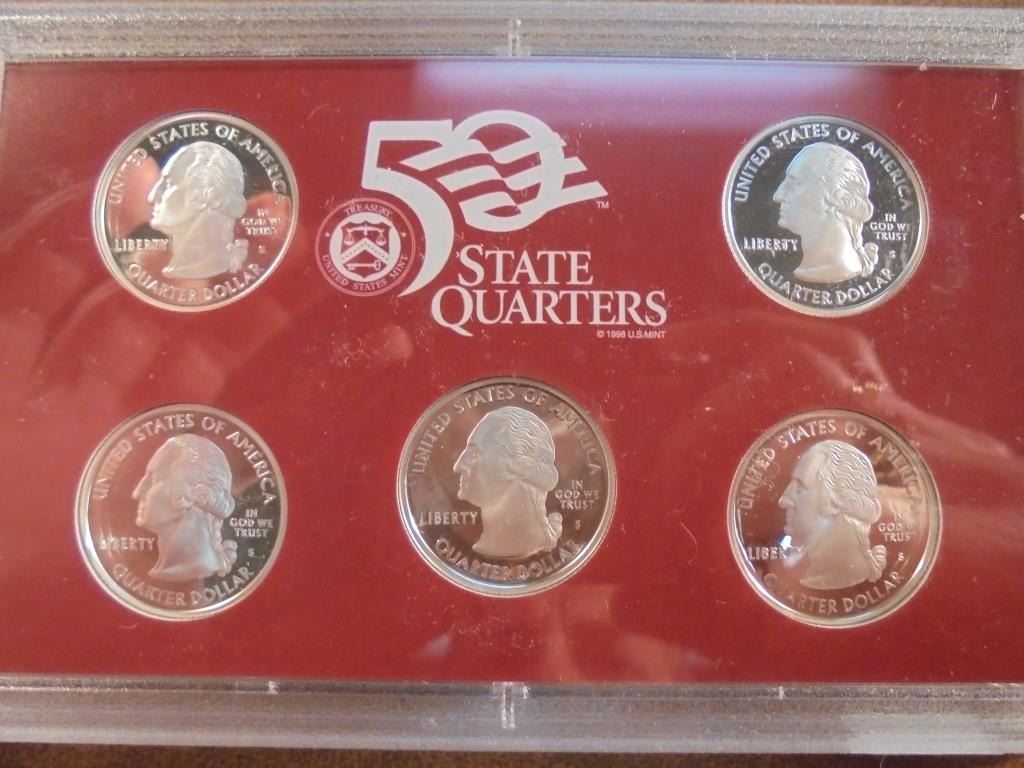 50
TM
STATE
QUARTERS
© 1998 U.S. MINT
TREASURY
UNITED STATES MINT
UNITED STATES OF AMERICA
LIBERTY
IN
GOD WE
TRUST
S
QUARTER DOLLAR
UNITED STATES OF AMERICA
LIBERTY
IN
GOD WE
TRUST
S
QUARTER DOLLAR
UNITED STATES OF AMERICA
LIBERTY
IN
GOD WE
TRUST
S
QUARTER DOLLAR
UNITED STATES OF AMERICA
LIBERTY
IN
GOD WE
TRUST
S
QUARTER DOLLAR
UNITED STATES OF AMERICA
LIBERTY
IN
GOD WE
TRUST
S
QUARTER DOLLAR